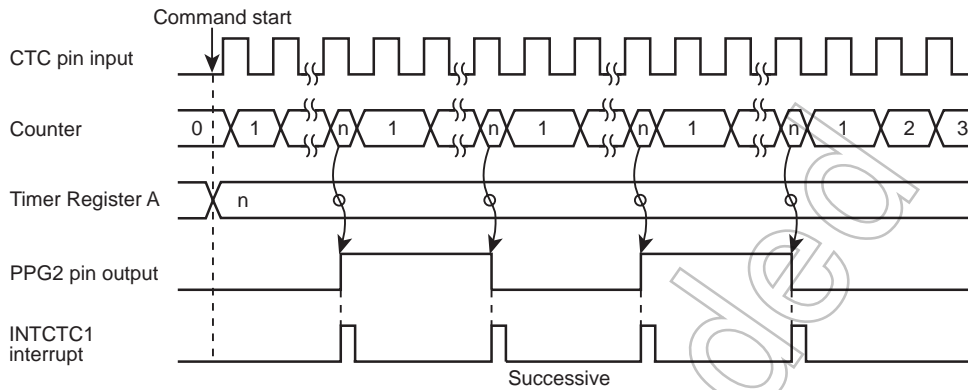 Command start
CTC pin input
Counter
0 1 n 1 n 1 n 1 n 1 2 3
Timer Register A
n
PPG2 pin output
INTCTC1
interrupt
Successive
ded